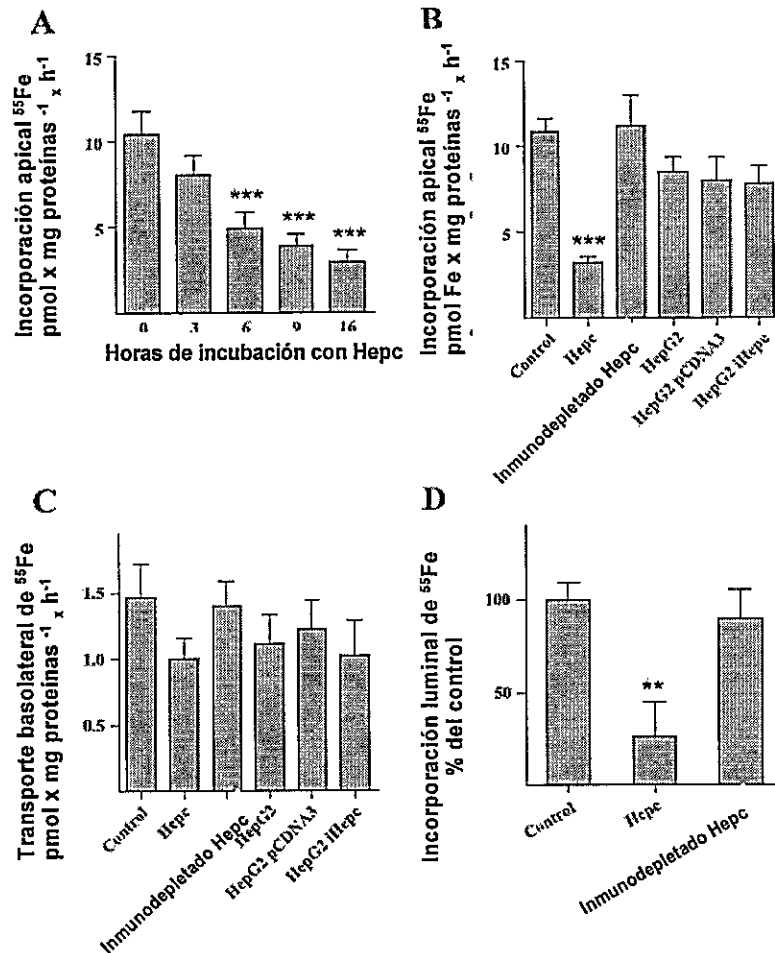 A
Incorporación apical ⁵⁵Fe
pmol x mg proteínas ⁻¹ x h⁻¹
15
10
5
***
***
***
0
3
6
9
16
Horas de incubación con Hepc
B
Incorporación apical ⁵⁵Fe
pmol Fe x mg proteínas ⁻¹ x h⁻¹
15
10
5
***
Control
Hepc
Inmunodepletado Hepc
HepG2
HepG2 pCDNA3
HepG2 iHepc
C
Transporte basolateral de ⁵⁵Fe
pmol x mg proteínas ⁻¹ x h⁻¹
1.5
1.0
0.5
Control
Hepc
Inmunodepletado Hepc
HepG2
HepG2 pCDNA3
HepG2 iHepc
D
Incorporación luminal de ⁵⁵Fe
% del control
100
50
**
Control
Hepc
Inmunodepletado Hepc